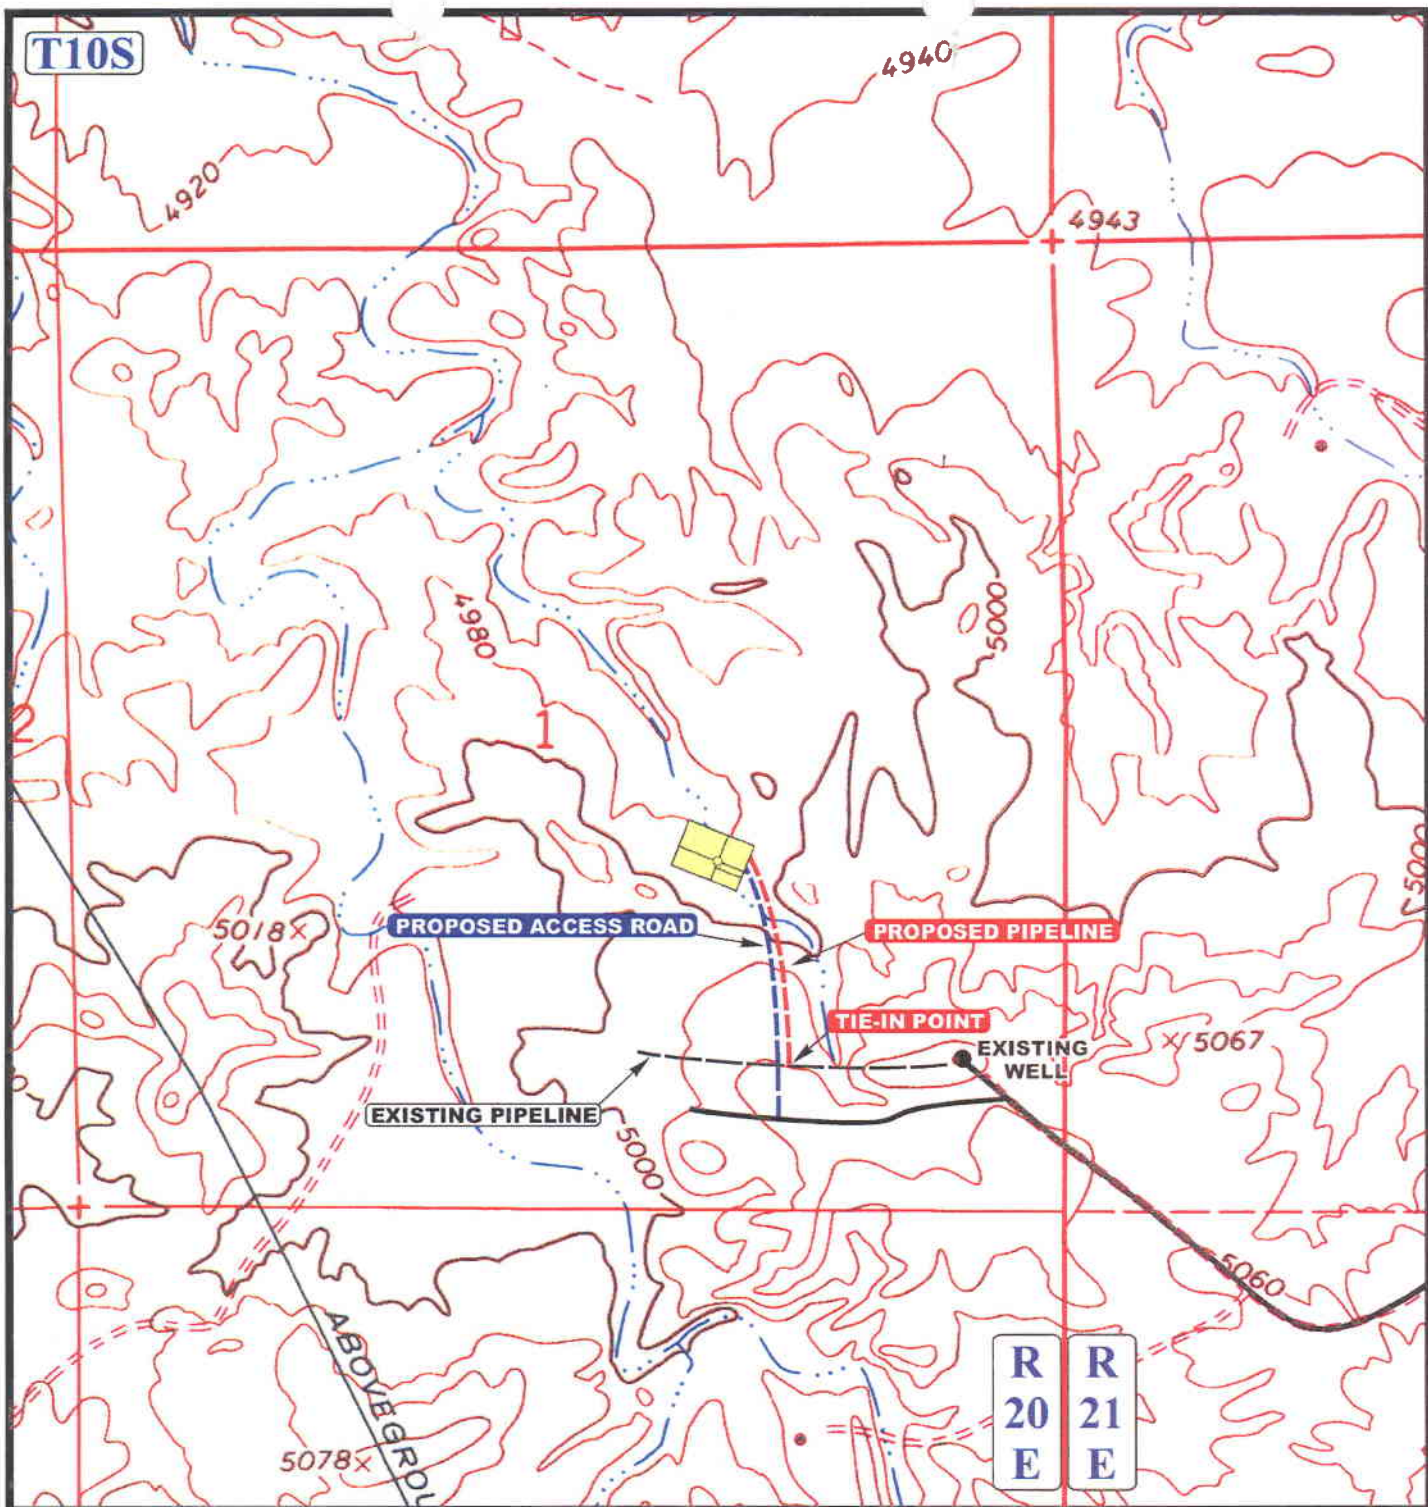 T10S
4940
4920
4943
4980
5000
2
1
5000
5018×
PROPOSED ACCESS ROAD
PROPOSED PIPELINE
TIE-IN POINT
×5067
EXISTING
WELL
EXISTING PIPELINE
5000
5060
ABOVEGROU
5078×
R
20
E
R
21
E